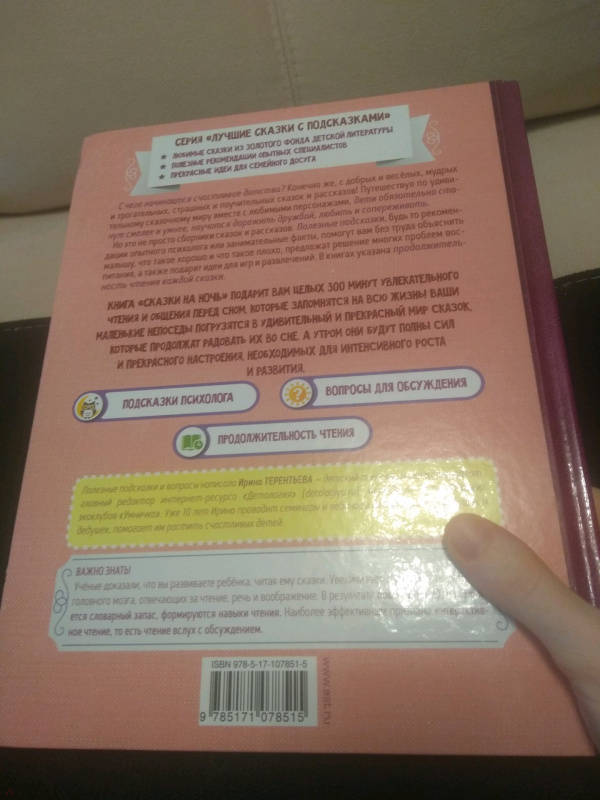 СЕРИЯ «ЛУЧШИЕ СКАЗКИ С ПОДСКАЗКАМИ»
★ ЛЮБИМЫЕ СКАЗКИ ИЗ ЗОЛОТОГО ФОНДА ДЕТСКОЙ ЛИТЕРАТУРЫ
★ ПОЛЕЗНЫЕ РЕКОМЕНДАЦИИ ОПЫТНЫХ СПЕЦИАЛИСТОВ
★ ПРЕКРАСНЫЕ ИДЕИ ДЛЯ СЕМЕЙНОГО ДОСУГА
С чего начинается счастливое детство? Конечно же, с добрых и весёлых, мудрых
и трогательных, страшных и поучительных сказок и рассказов! Путешествуя по удиви-
тельному сказочному миру вместе с любимыми персонажами, дети обязательно ста-
нут смелее и умнее, научатся дорожить дружбой, любить и сопереживать.
Но это не просто сборники сказок и рассказов. Полезные подсказки, будь то рекомен-
дации опытного психолога или занимательные факты, помогут вам без труда объяснить
малышу, что такое хорошо и что такое плохо, предложат решение многих проблем вос-
питания, а также подарят идеи для игр и развлечений. В книгах указана продолжитель-
ность чтения каждой сказки.
КНИГА «СКАЗКИ НА НОЧЬ» ПОДАРИТ ВАМ ЦЕЛЫХ 300 МИНУТ УВЛЕКАТЕЛЬНОГО
ЧТЕНИЯ И ОБЩЕНИЯ ПЕРЕД СНОМ, КОТОРЫЕ ЗАПОМНЯТСЯ НА ВСЮ ЖИЗНЬ! ВАШИ
МАЛЕНЬКИЕ НЕПОСЕДЫ ПОГРУЗЯТСЯ В УДИВИТЕЛЬНЫЙ И ПРЕКРАСНЫЙ МИР СКАЗОК,
КОТОРЫЕ ПРОДОЛЖАТ РАДОВАТЬ ИХ ВО СНЕ. А УТРОМ ОНИ БУДУТ ПОЛНЫ СИЛ
И ПРЕКРАСНОГО НАСТРОЕНИЯ, НЕОБХОДИМЫХ ДЛЯ ИНТЕНСИВНОГО РОСТА
И РАЗВИТИЯ.
ПОДСКАЗКИ ПСИХОЛОГА
? ВОПРОСЫ ДЛЯ ОБСУЖДЕНИЯ
ПРОДОЛЖИТЕЛЬНОСТЬ ЧТЕНИЯ
Полезные подсказки и вопросы написала Ирина ТЕРЕНТЬЕВА – детский
главный редактор интернет-ресурса «Детология»
экоклубов «Умничка». Уже 10 лет Ирина проводит семинары и
дедушек, помогает им растить счастливых детей.
ВАЖНО ЗНАТЬ!
Учёные доказали, что вы развиваете ребёнка, читая ему сказки.
головного мозга, отвечающих за чтение, речь и воображение. В результате
ется словарный запас, формируются навыки чтения. Наиболее эффективным признано интерактив-
ное чтение, то есть чтение вслух с обсуждением.
ISBN 978-5-17-107851-5
9 785171 078515
www.ast.ru